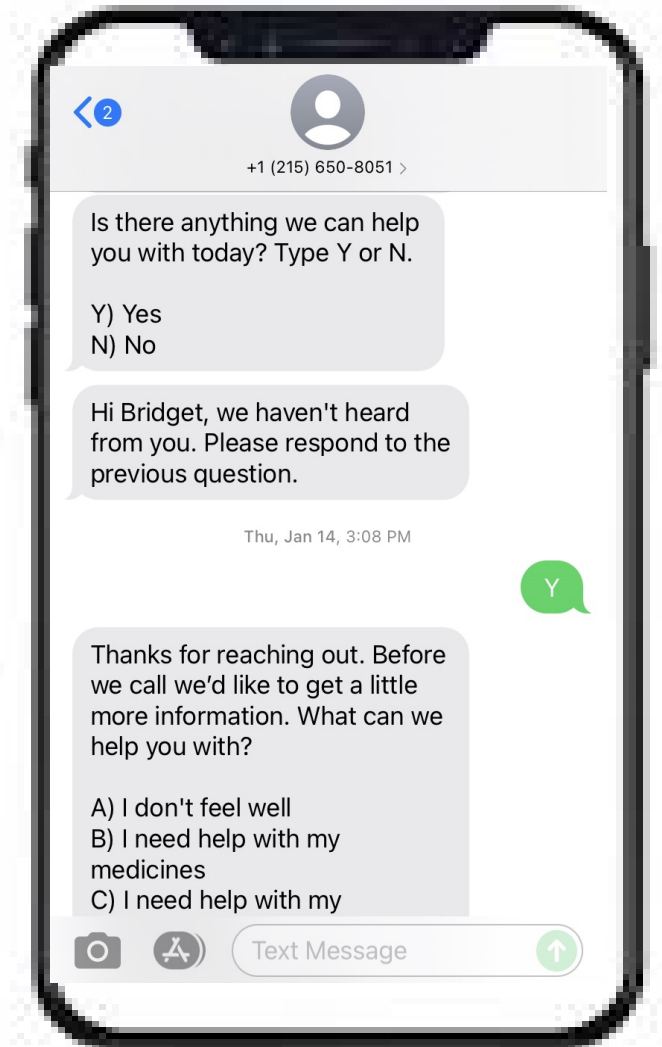 2
+1 (215) 650-8051 >
Is there anything we can help
you with today? Type Y or N.
Y) Yes
N) No
Hi Bridget, we haven't heard
from you. Please respond to the
previous question.
Thu, Jan 14, 3:08 PM
Y
Thanks for reaching out. Before
we call we’d like to get a little
more information. What can we
help you with?
A) I don't feel well
B) I need help with my
medicines
C) I need help with my
Text Message